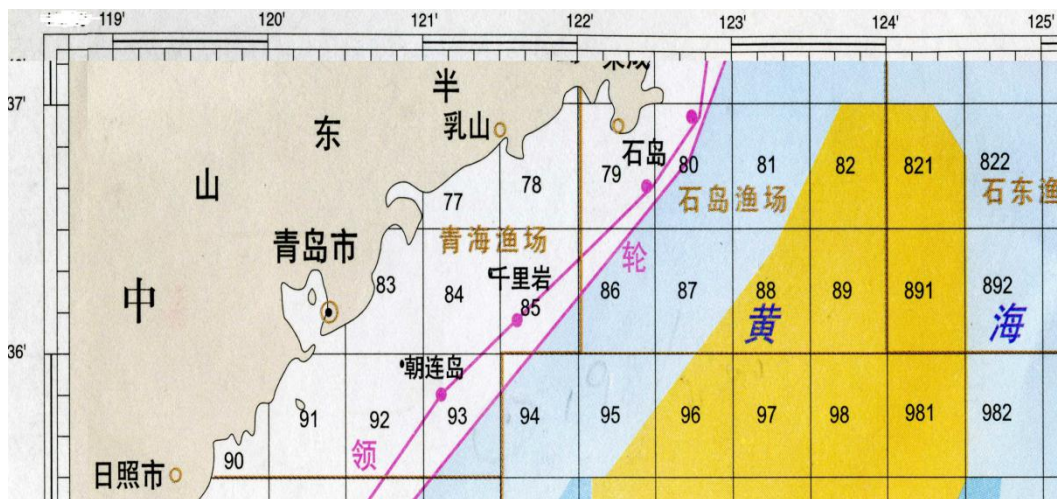 119′ 120′ 121′ 122′ 123′ 124′ 125′
37′
半
乳山
东
石岛
79 80 81 82 821 822
78
77
山
石岛渔场 石东渔
青岛市
青海渔场
轮
千里岩
83 84 85 86 87 88 89 891 892
中
黄 海
36′
朝连岛
91 92 93 94 95 96 97 98 981 982
领
90
日照市